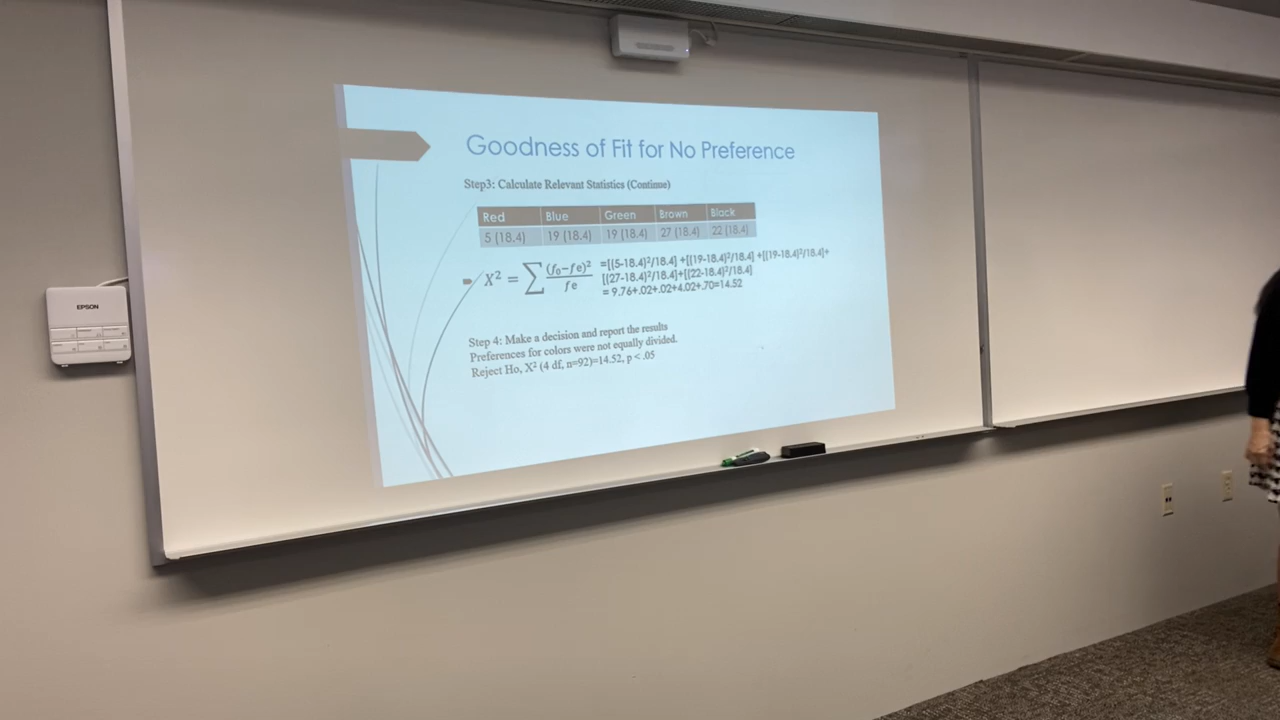 Goodness of Fit for No Preference
Step3: Calculate Relevant Statistics (Continue)
Red Blue Green Brown Black
5 (18.4) 19 (18.4) 19 (18.4) 27 (18.4) 22 (18.4)
X² = ∑ (f₀−fe)² / fe
=[(5-18.4)²/18.4] +[(19-18.4)²/18.4] +[(19-18.4)²/18.4]+
[(27-18.4)²/18.4]+[(22-18.4)²/18.4]
= 9.76+.02+.02+4.02+.70=14.52
Step 4: Make a decision and report the results
Preferences for colors were not equally divided.
Reject Ho, X² (4 df, n=92)=14.52, p < .05
EPSON